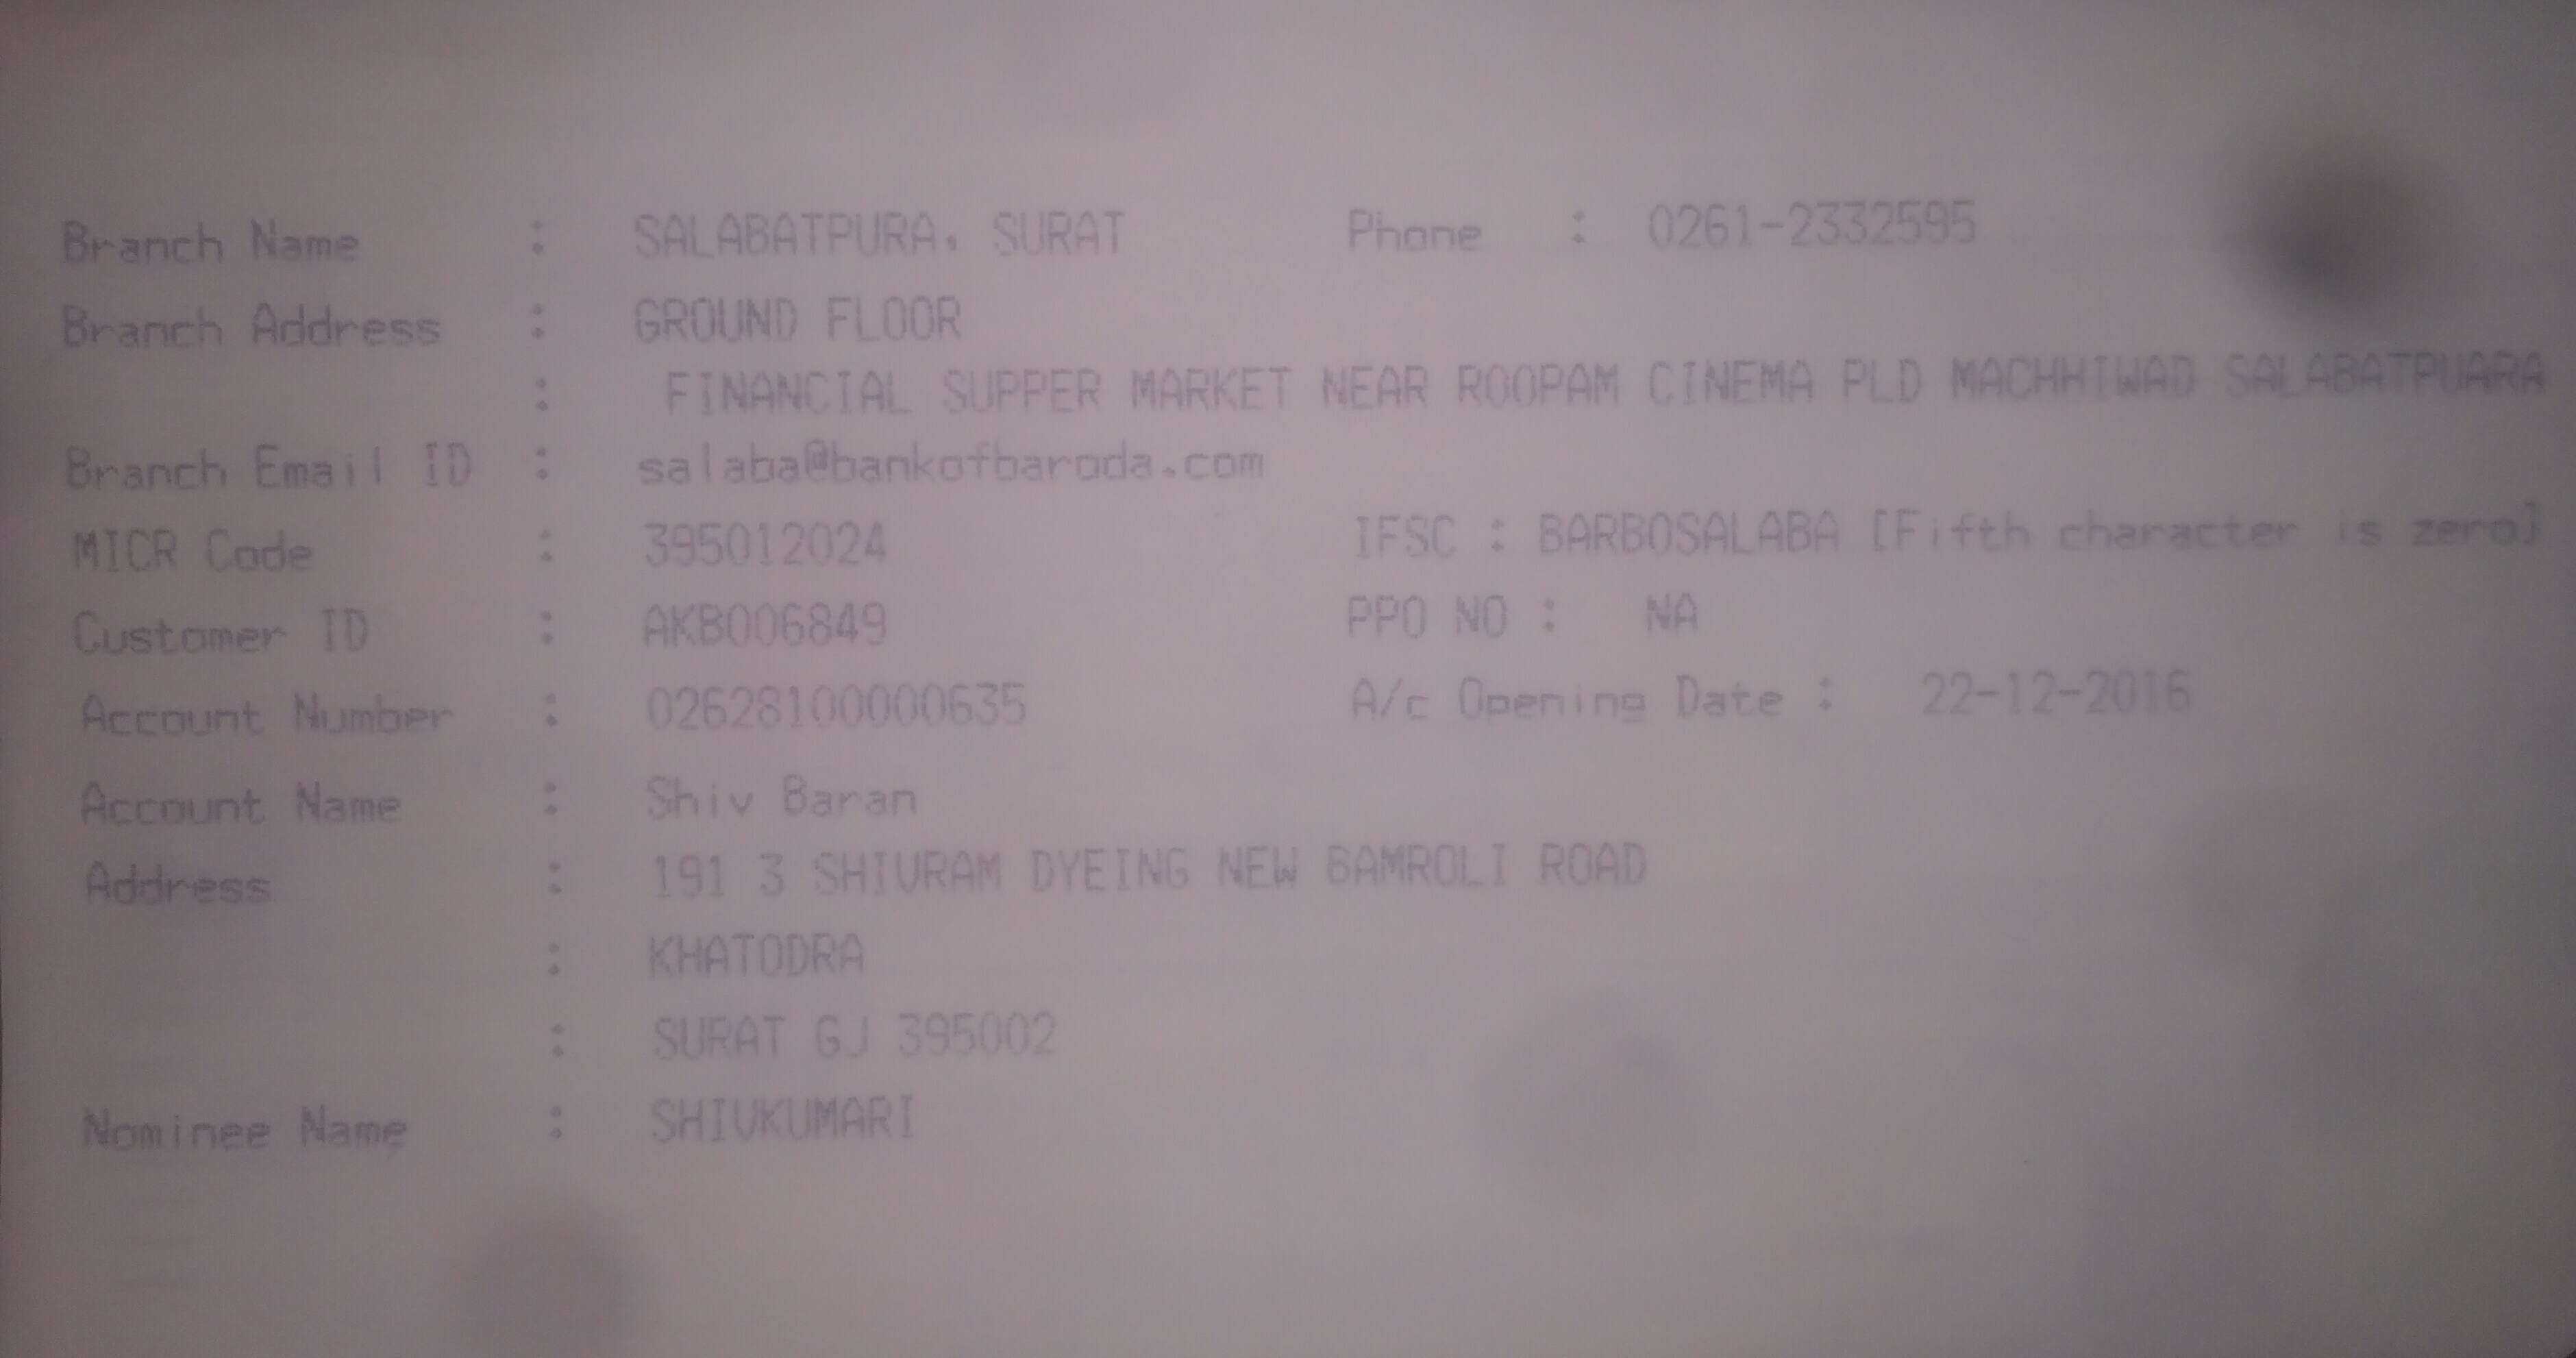 Branch Name : SALABATPURA, SURAT Phone : 0261-2332595
Branch Address : GROUND FLOOR
: FINANCIAL SUPPER MARKET NEAR ROOPAM CINEMA PLD MACHHIWAD SALABATPUARA
Branch Email ID : salaba@bankofbaroda.com
MICR Code : 395012024 IFSC : BARB0SALABA [Fifth character is zero]
Customer ID : AKB006849 PPO NO : NA
Account Number : 02628100000635 A/c Opening Date : 22-12-2016
Account Name : Shiv Baran
Address : 191 3 SHIVRAM DYEING NEW BAMROLI ROAD
: KHATODRA
: SURAT GJ 395002
Nominee Name : SHIVKUMARI